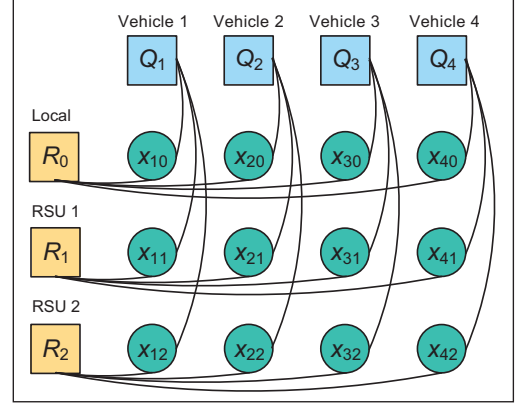 Vehicle 1 Vehicle 2 Vehicle 3 Vehicle 4
Q1 Q2 Q3 Q4
Local
R0 x10 x20 x30 x40
RSU 1
R1 x11 x21 x31 x41
RSU 2
R2 x12 x22 x32 x42